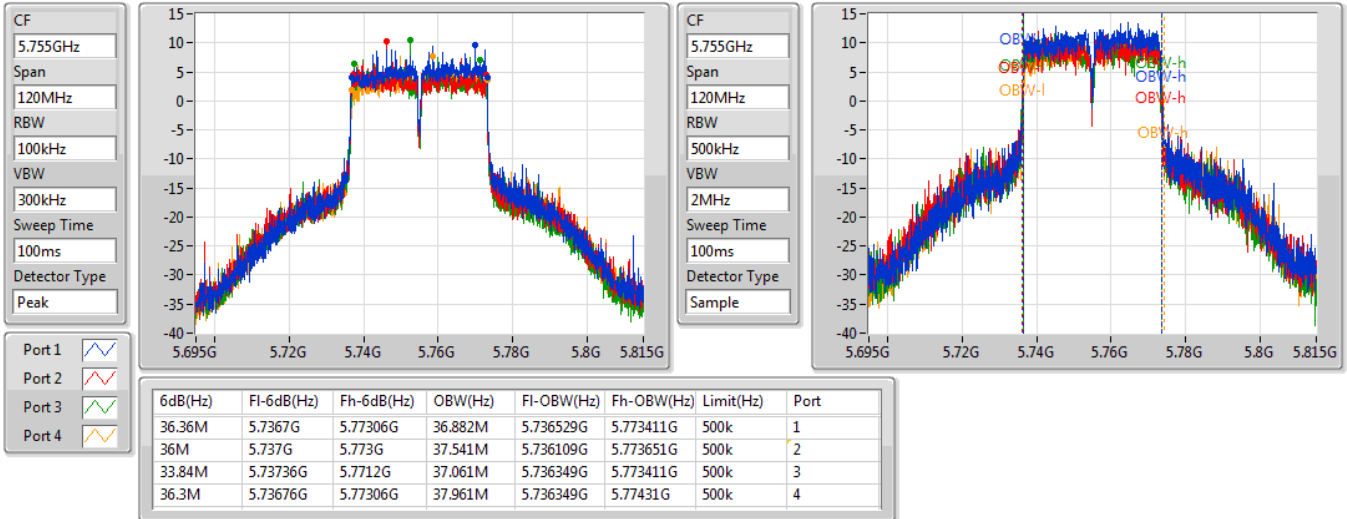 CF
5.755GHz
Span
120MHz
RBW
100kHz
VBW
300kHz
Sweep Time
100ms
Detector Type
Peak
15
10
5
0
-5
-10
-15
-20
-25
-30
-35
-40
5.695G 5.72G 5.74G 5.76G 5.78G 5.8G 5.815G
CF
5.755GHz
Span
120MHz
RBW
500kHz
VBW
2MHz
Sweep Time
100ms
Detector Type
Sample
15
10
5
0
-5
-10
-15
-20
-25
-30
-35
-40
OBW-h
OBW-h
OBW-l
OBW-h
OBW-h
5.695G 5.72G 5.74G 5.76G 5.78G 5.8G 5.815G
Port 1
Port 2
Port 3
Port 4
6dB(Hz) Fl-6dB(Hz) Fh-6dB(Hz) OBW(Hz) Fl-OBW(Hz) Fh-OBW(Hz) Limit(Hz) Port
36.36M 5.7367G 5.77306G 36.882M 5.736529G 5.773411G 500k 1
36M 5.737G 5.773G 37.541M 5.736109G 5.773651G 500k 2
33.84M 5.73736G 5.7712G 37.061M 5.736349G 5.773411G 500k 3
36.3M 5.73676G 5.77306G 37.961M 5.736349G 5.77431G 500k 4